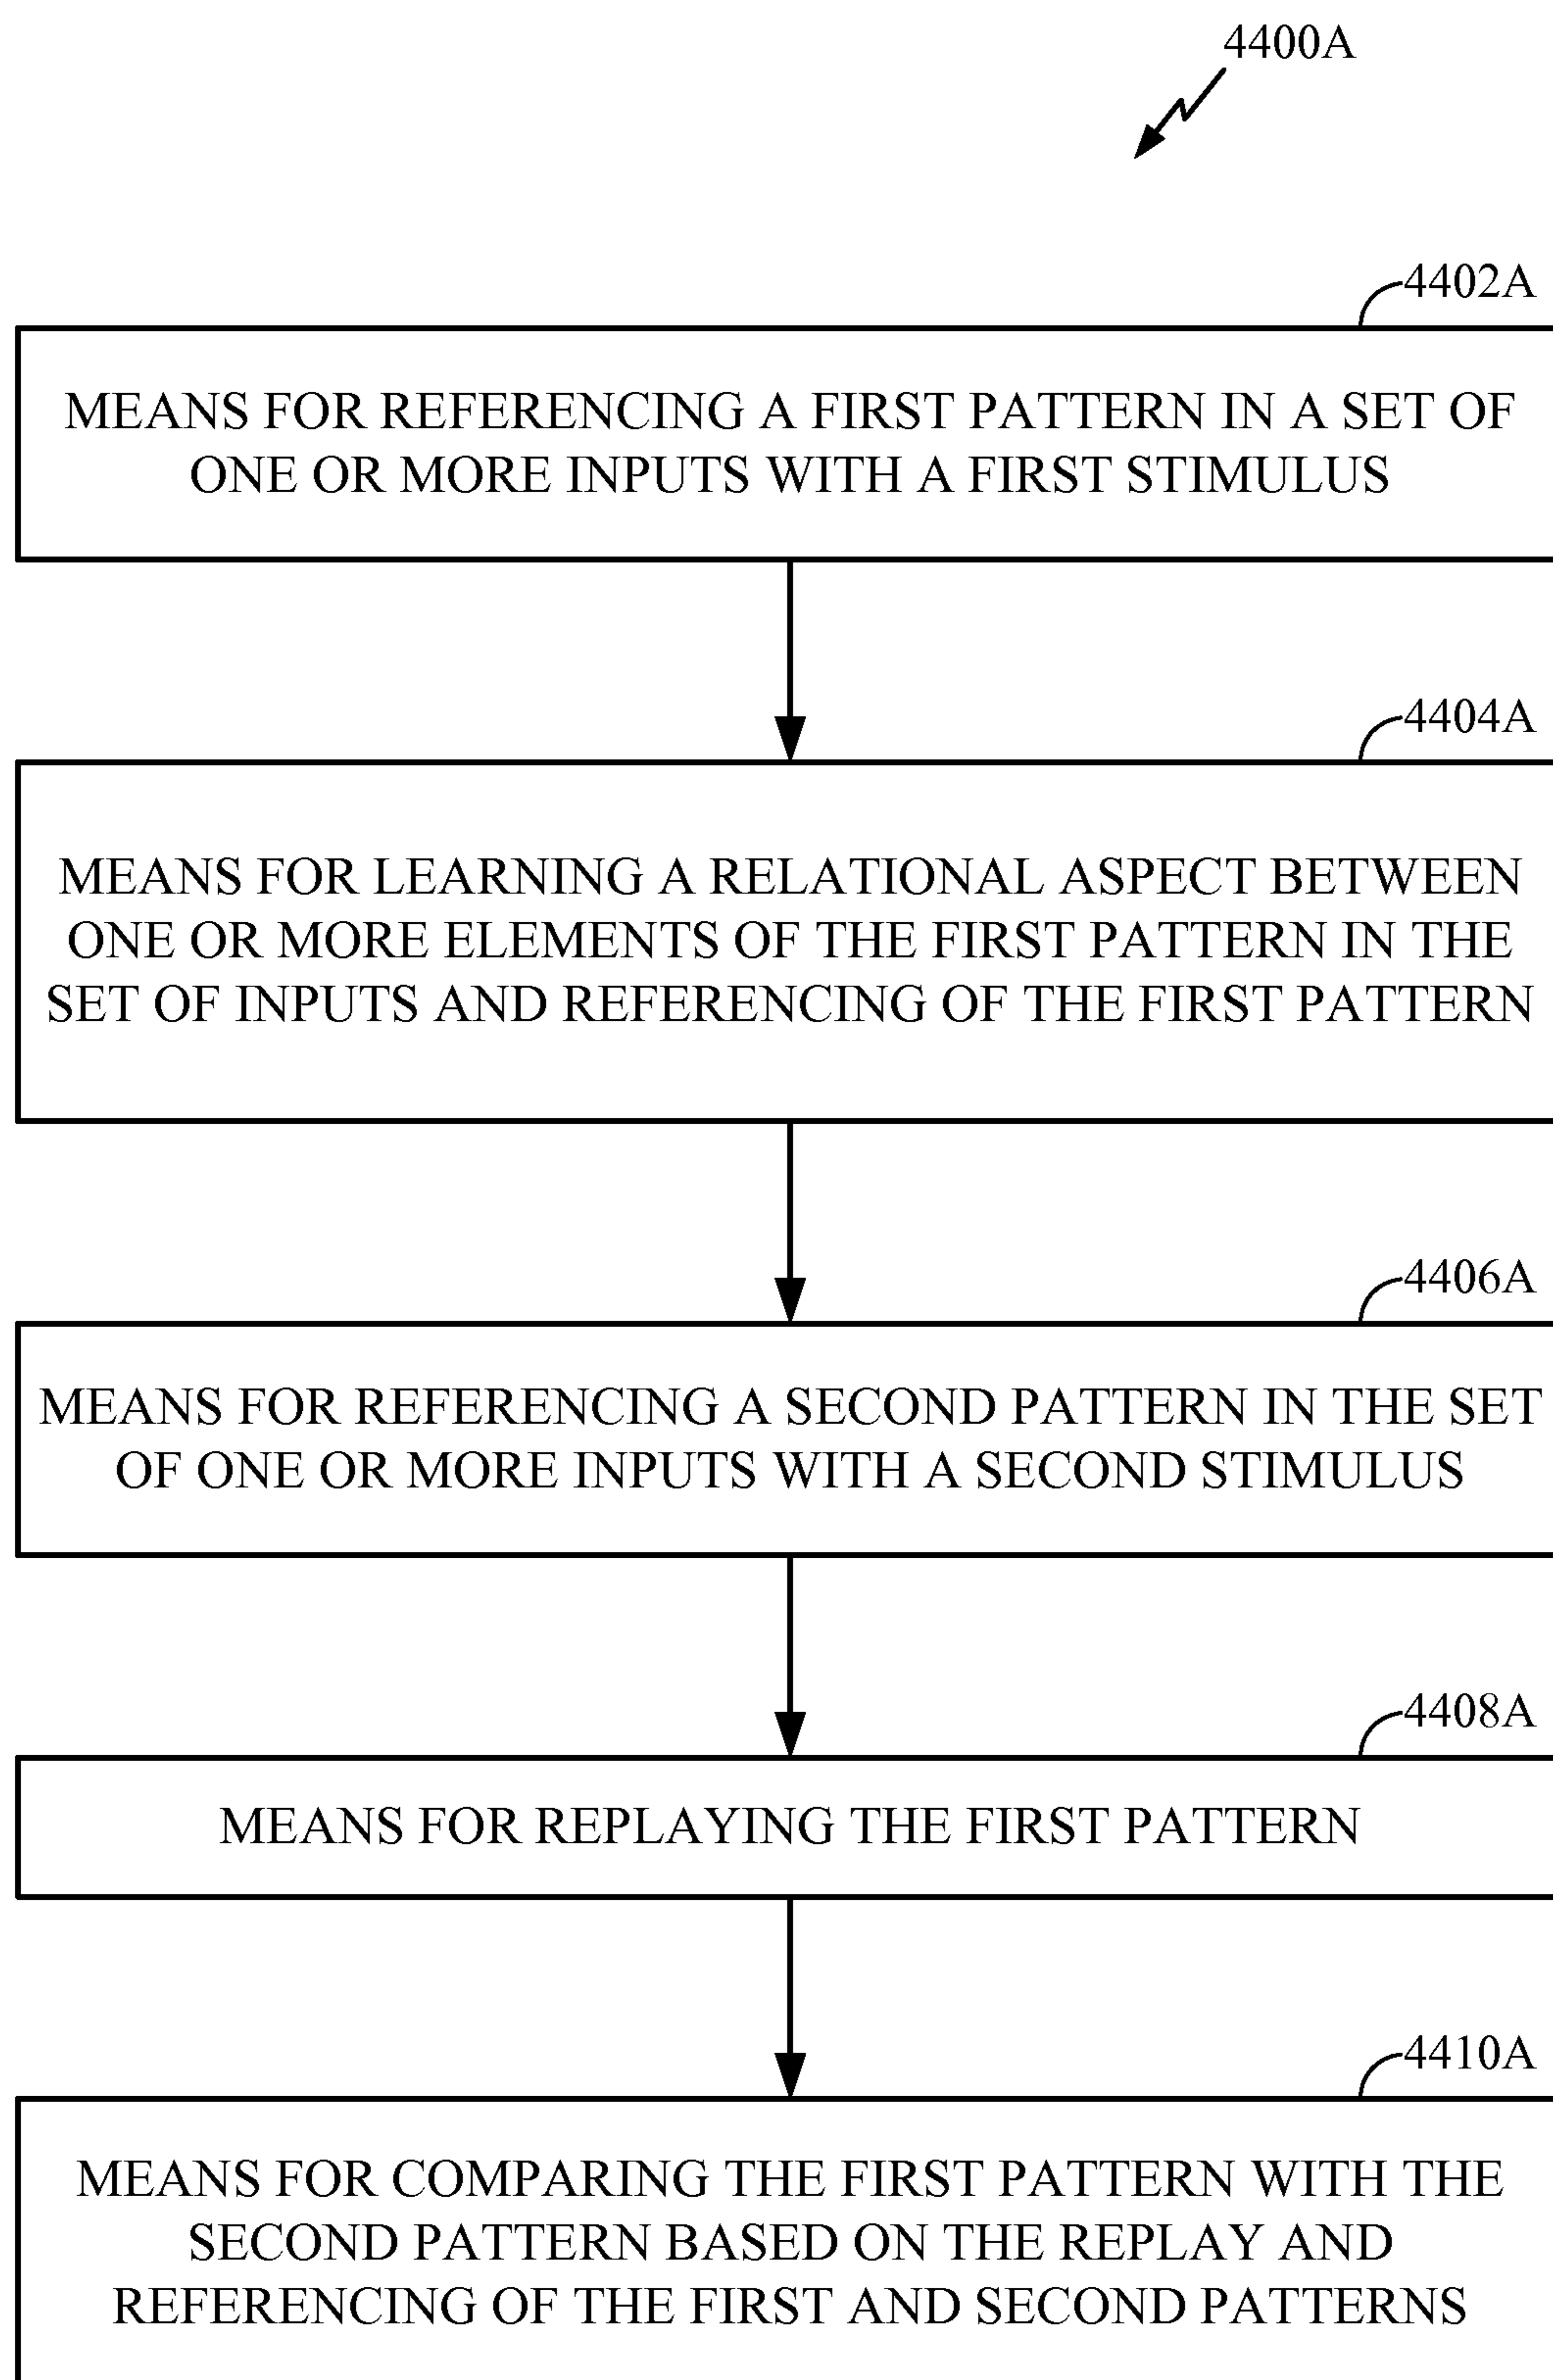 4400A
4402A
MEANS FOR REFERENCING A FIRST PATTERN IN A SET OF
ONE OR MORE INPUTS WITH A FIRST STIMULUS
4404A
MEANS FOR LEARNING A RELATIONAL ASPECT BETWEEN
ONE OR MORE ELEMENTS OF THE FIRST PATTERN IN THE
SET OF INPUTS AND REFERENCING OF THE FIRST PATTERN
4406A
MEANS FOR REFERENCING A SECOND PATTERN IN THE SET
OF ONE OR MORE INPUTS WITH A SECOND STIMULUS
4408A
MEANS FOR REPLAYING THE FIRST PATTERN
4410A
MEANS FOR COMPARING THE FIRST PATTERN WITH THE
SECOND PATTERN BASED ON THE REPLAY AND
REFERENCING OF THE FIRST AND SECOND PATTERNS